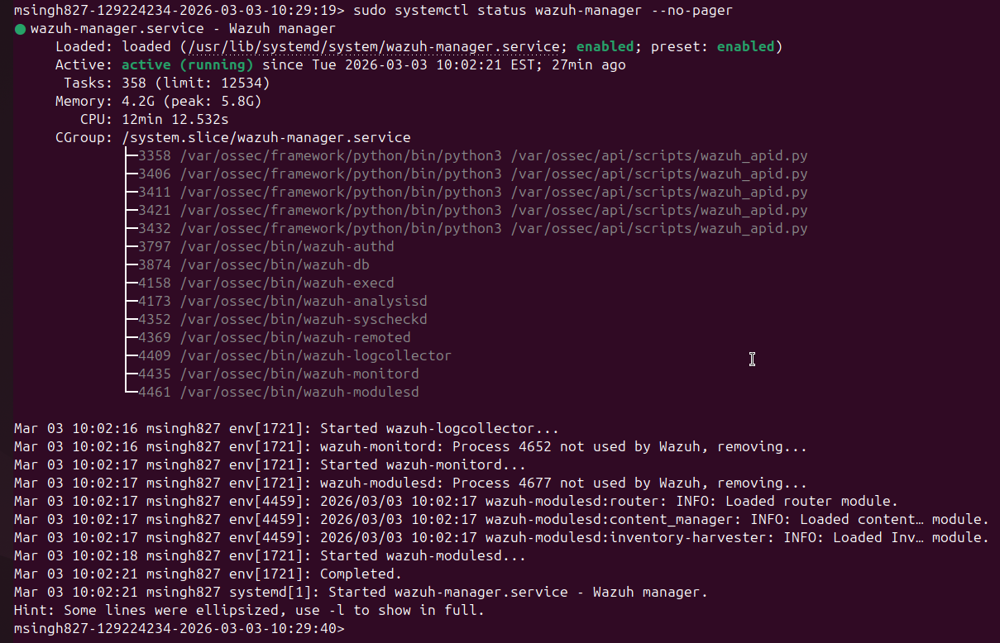 msingh827-129224234-2026-03-03-10:29:19> sudo systemctl status wazuh-manager --no-pager
● wazuh-manager.service - Wazuh manager
     Loaded: loaded (/usr/lib/systemd/system/wazuh-manager.service; enabled; preset: enabled)
     Active: active (running) since Tue 2026-03-03 10:02:21 EST; 27min ago
      Tasks: 358 (limit: 12534)
     Memory: 4.2G (peak: 5.8G)
        CPU: 12min 12.532s
     CGroup: /system.slice/wazuh-manager.service
             ├─3358 /var/ossec/framework/python/bin/python3 /var/ossec/api/scripts/wazuh_apid.py
             ├─3406 /var/ossec/framework/python/bin/python3 /var/ossec/api/scripts/wazuh_apid.py
             ├─3411 /var/ossec/framework/python/bin/python3 /var/ossec/api/scripts/wazuh_apid.py
             ├─3421 /var/ossec/framework/python/bin/python3 /var/ossec/api/scripts/wazuh_apid.py
             ├─3432 /var/ossec/framework/python/bin/python3 /var/ossec/api/scripts/wazuh_apid.py
             ├─3797 /var/ossec/bin/wazuh-authd
             ├─3874 /var/ossec/bin/wazuh-db
             ├─4158 /var/ossec/bin/wazuh-execd
             ├─4173 /var/ossec/bin/wazuh-analysisd
             ├─4352 /var/ossec/bin/wazuh-syscheckd
             ├─4369 /var/ossec/bin/wazuh-remoted
             ├─4409 /var/ossec/bin/wazuh-logcollector
             ├─4435 /var/ossec/bin/wazuh-monitord
             └─4461 /var/ossec/bin/wazuh-modulesd

Mar 03 10:02:16 msingh827 env[1721]: Started wazuh-logcollector...
Mar 03 10:02:16 msingh827 env[1721]: wazuh-monitord: Process 4652 not used by Wazuh, removing...
Mar 03 10:02:17 msingh827 env[1721]: Started wazuh-monitord...
Mar 03 10:02:17 msingh827 env[1721]: wazuh-modulesd: Process 4677 not used by Wazuh, removing...
Mar 03 10:02:17 msingh827 env[4459]: 2026/03/03 10:02:17 wazuh-modulesd:router: INFO: Loaded router module.
Mar 03 10:02:17 msingh827 env[4459]: 2026/03/03 10:02:17 wazuh-modulesd:content_manager: INFO: Loaded content… module.
Mar 03 10:02:17 msingh827 env[4459]: 2026/03/03 10:02:17 wazuh-modulesd:inventory-harvester: INFO: Loaded Inv… module.
Mar 03 10:02:18 msingh827 env[1721]: Started wazuh-modulesd...
Mar 03 10:02:21 msingh827 env[1721]: Completed.
Mar 03 10:02:21 msingh827 systemd[1]: Started wazuh-manager.service - Wazuh manager.
Hint: Some lines were ellipsized, use -l to show in full.
msingh827-129224234-2026-03-03-10:29:40>